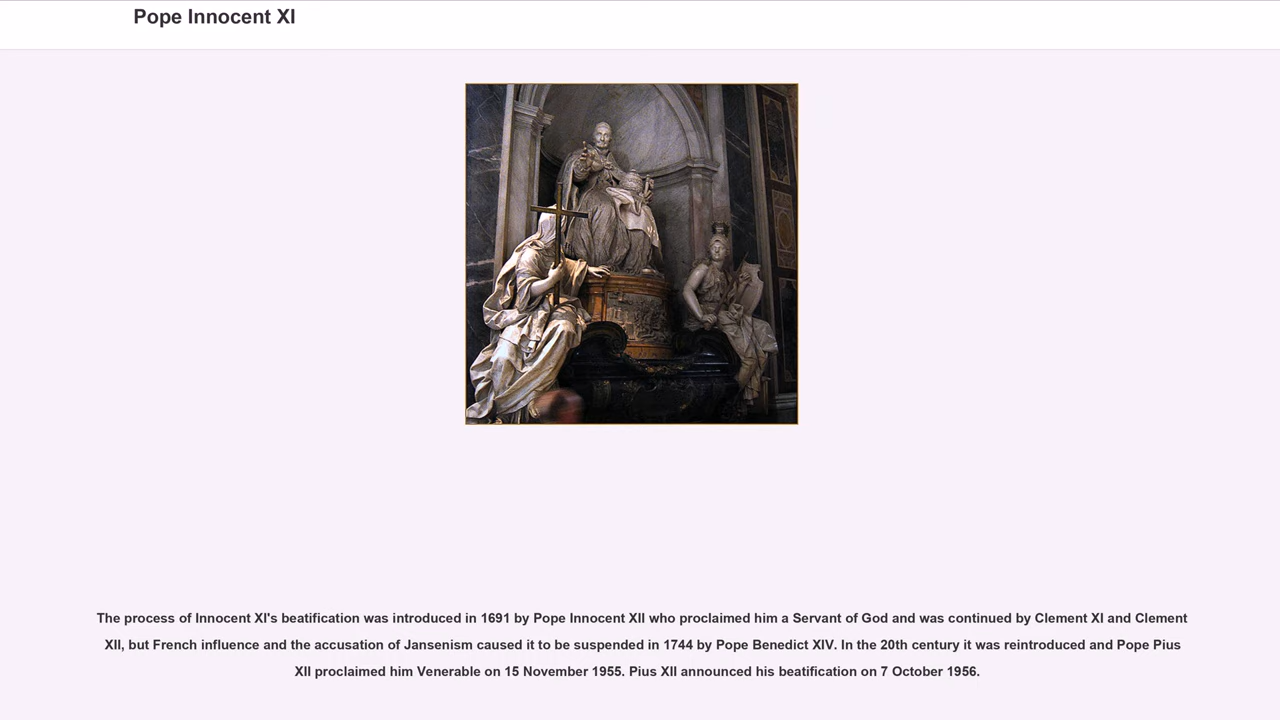 Pope Innocent XI
The process of Innocent XI's beatification was introduced in 1691 by Pope Innocent XII who proclaimed him a Servant of God and was continued by Clement XI and Clement
XII, but French influence and the accusation of Jansenism caused it to be suspended in 1744 by Pope Benedict XIV. In the 20th century it was reintroduced and Pope Pius
XII proclaimed him Venerable on 15 November 1955. Pius XII announced his beatification on 7 October 1956.